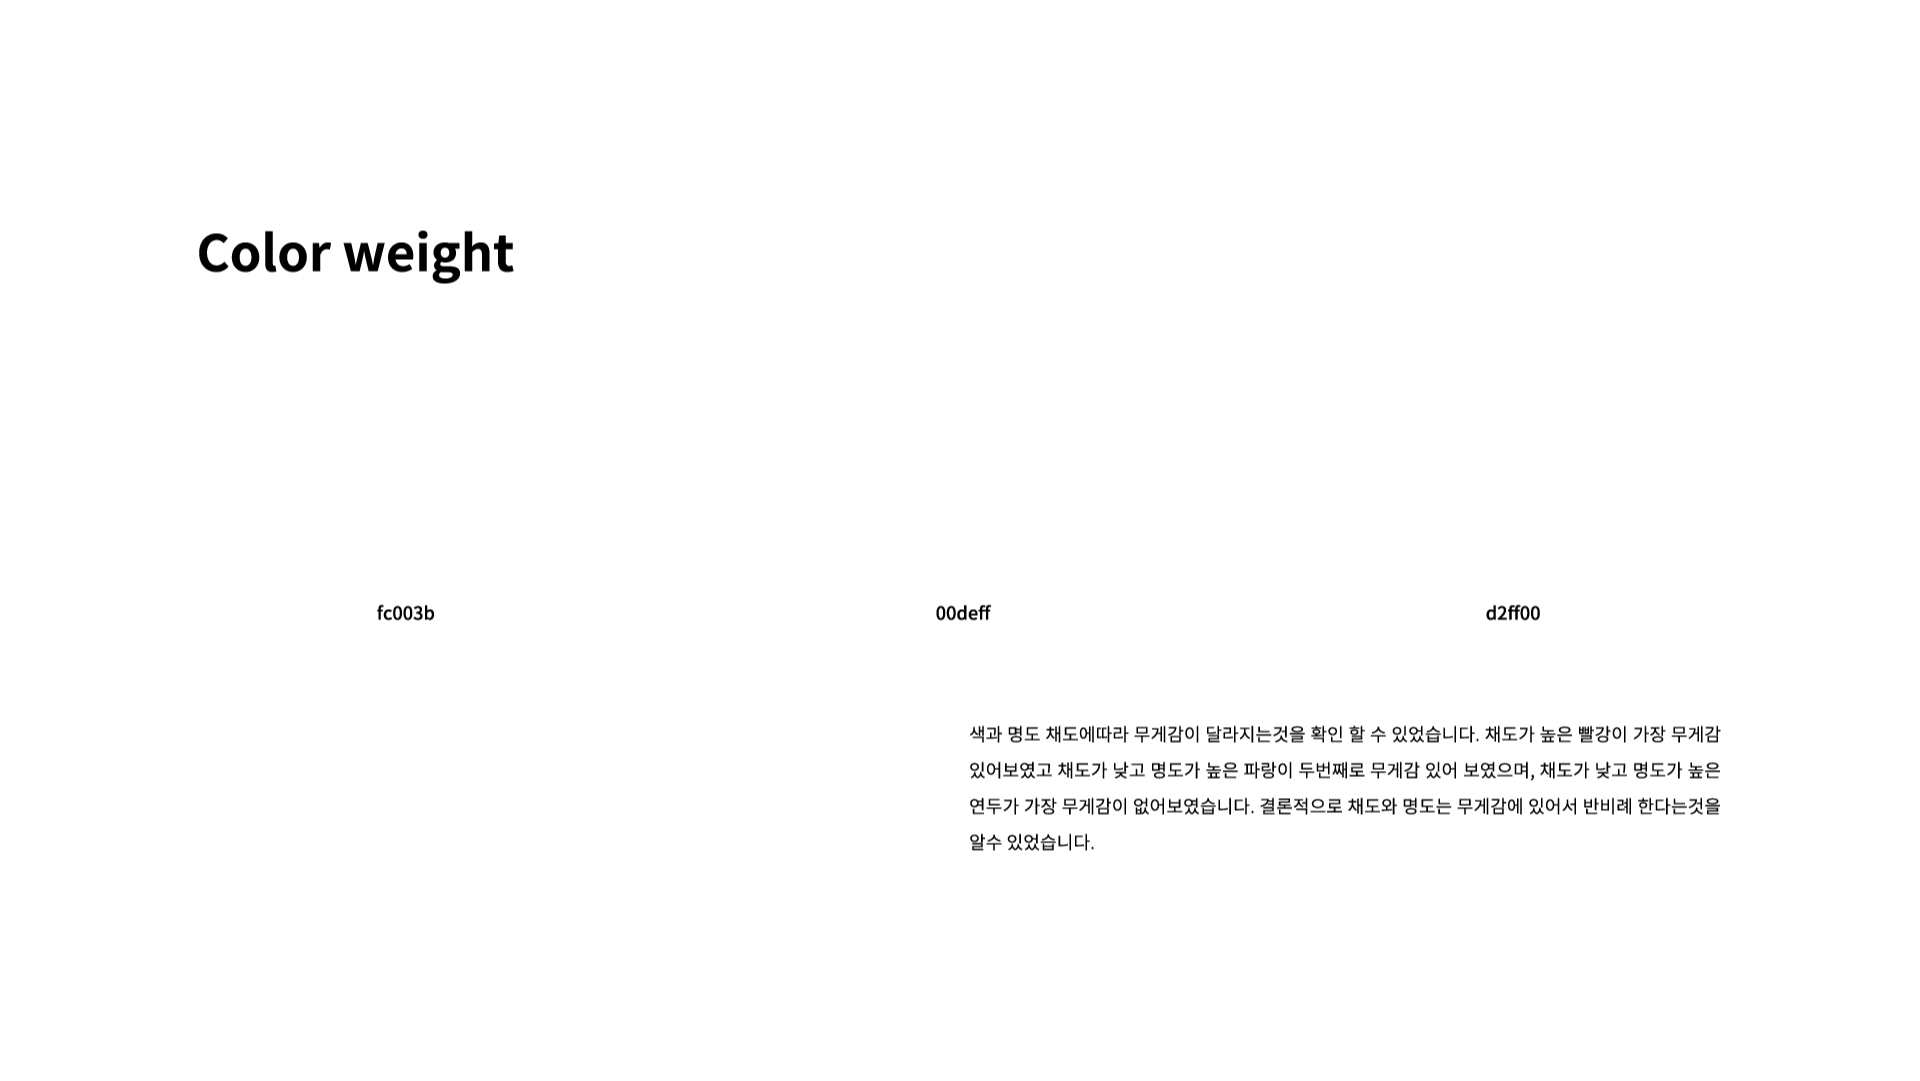 Color weight
fc003b
00deff
d2ff00
색과 명도 채도에따라 무게감이 달라지는것을 확인 할 수 있었습니다. 채도가 높은 빨강이 가장 무게감
있어보였고 채도가 낮고 명도가 높은 파랑이 두번째로 무게감 있어 보였으며, 채도가 낮고 명도가 높은
연두가 가장 무게감이 없어보였습니다. 결론적으로 채도와 명도는 무게감에 있어서 반비례 한다는것을
알수 있었습니다.